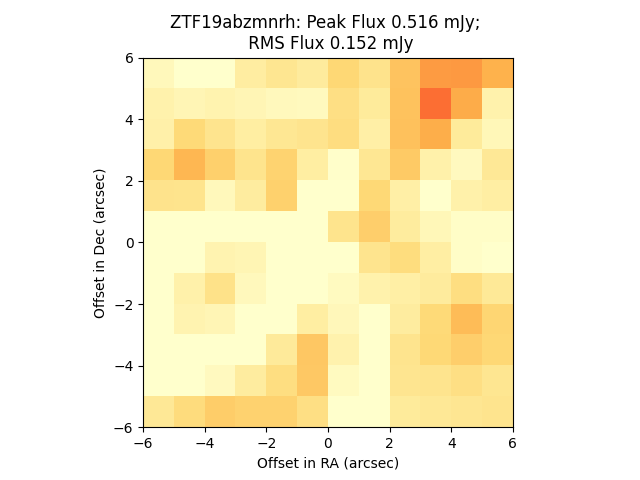 ZTF19abzmnrh: Peak Flux 0.516 mJy;
RMS Flux 0.152 mJy
6
4
2
0
−2
−4
−6
Offset in Dec (arcsec)
−6 −4 −2 0 2 4 6
Offset in RA (arcsec)